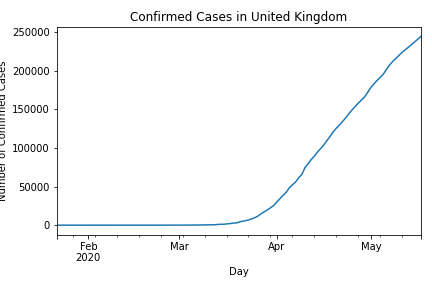 Confirmed Cases in United Kingdom
Number of Confirmed Cases
250000
200000
150000
100000
50000
0
Feb
2020
Mar
Apr
May
Day